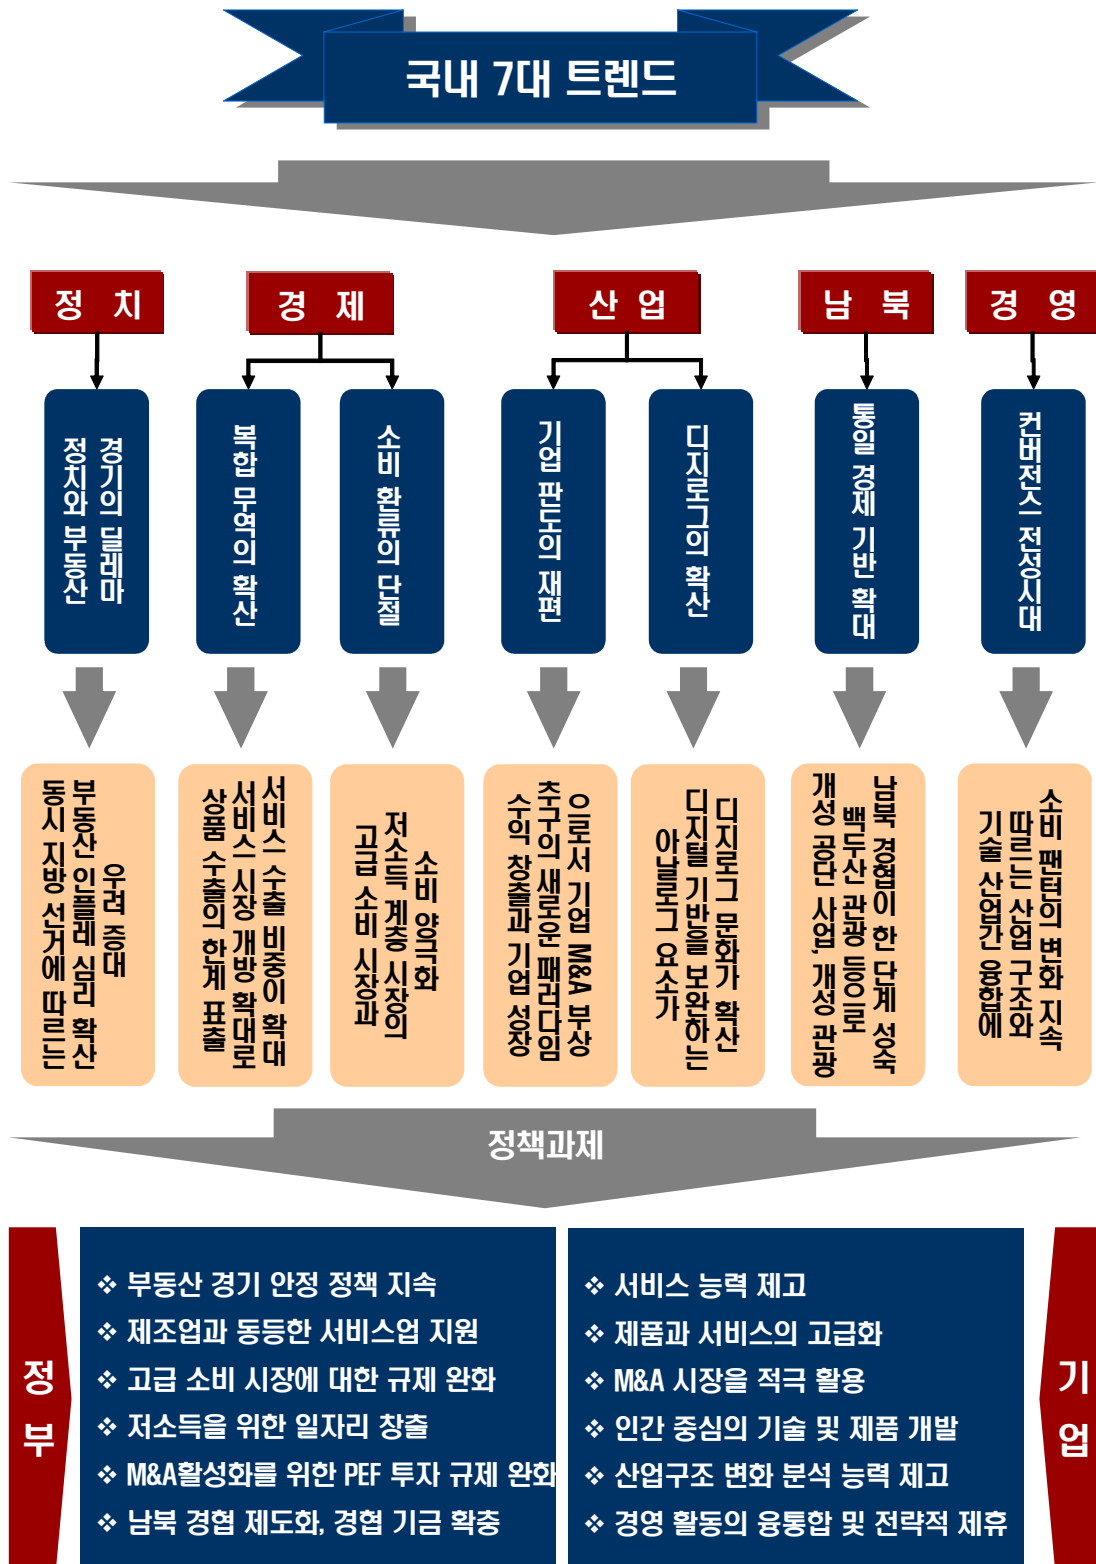 국내 7대 트렌드
정 치
경 제
산 업
남 북
경 영
정치와 부동산
경기의 딜레마
복합 무역의 확산
소비 환류의 단절
기업 판도의 재편
디지로그의 확산
통일 경제 기반 확대
컨버전스 전성시대
동시 지방 선거에 따르는
부동산 인플레 심리 확산
우려 증대
상품 수출의 한계 표출
서비스 시장 개방 확대로
서비스 수출 비중이 확대
고급 소비 시장과
저소득 계층 시장의
소비 양극화
수익 창출과 기업 성장
추구의 새로운 패러다임
으로서 기업 M&A 부상
아날로그 요소가
디지털 기반을 보완하는
디지로그 문화가 확산
개성 공단 사업, 개성 관광
백두산 관광 등으로
남북 경협이 한 단계 성숙
기술 산업간 융합에
따르는 산업 구조와
소비 패턴의 변화 지속
정책과제
정부
❖ 부동산 경기 안정 정책 지속
❖ 제조업과 동등한 서비스업 지원
❖ 고급 소비 시장에 대한 규제 완화
❖ 저소득을 위한 일자리 창출
❖ M&A활성화를 위한 PEF 투자 규제 완화
❖ 남북 경협 제도화, 경협 기금 확충
❖ 서비스 능력 제고
❖ 제품과 서비스의 고급화
❖ M&A 시장을 적극 활용
❖ 인간 중심의 기술 및 제품 개발
❖ 산업구조 변화 분석 능력 제고
❖ 경영 활동의 융통합 및 전략적 제휴
기업